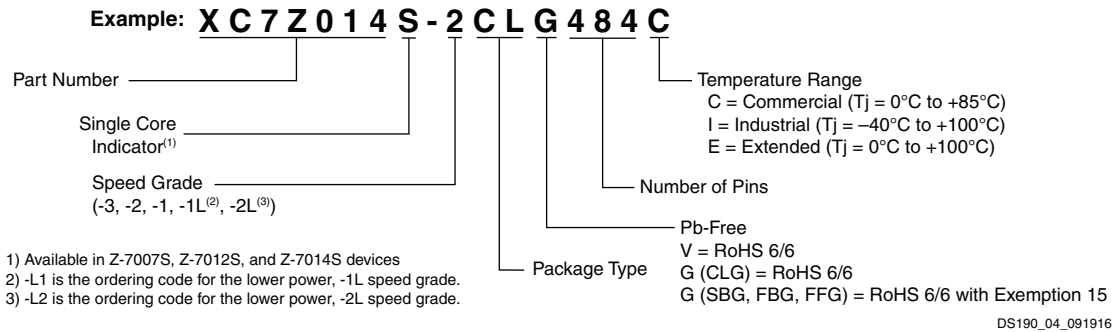 Example: XC7Z014S-2CLG484C
Part Number
Single Core
Indicator(1)
Speed Grade
(-3, -2, -1, -1L(2), -2L(3))
Temperature Range
C = Commercial (Tj = 0°C to +85°C)
I = Industrial (Tj = –40°C to +100°C)
E = Extended (Tj = 0°C to +100°C)
Number of Pins
Pb-Free
V = RoHS 6/6
G (CLG) = RoHS 6/6
G (SBG, FBG, FFG) = RoHS 6/6 with Exemption 15
Package Type
1) Available in Z-7007S, Z-7012S, and Z-7014S devices
2) -L1 is the ordering code for the lower power, -1L speed grade.
3) -L2 is the ordering code for the lower power, -2L speed grade.
DS190_04_091916